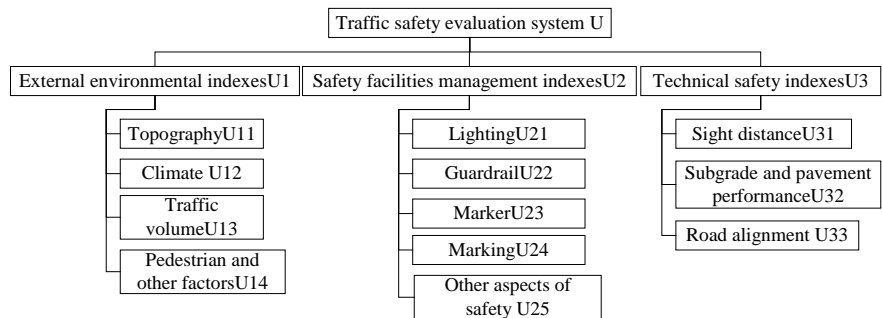 Traffic safety evaluation system U
External environmental indexesU1
Safety facilities management indexesU2
Technical safety indexesU3
TopographyU11
Climate U12
Traffic
volumeU13
Pedestrian and
other factorsU14
LightingU21
GuardrailU22
MarkerU23
MarkingU24
Other aspects of
safety U25
Sight distanceU31
Subgrade and pavement
performanceU32
Road alignment U33